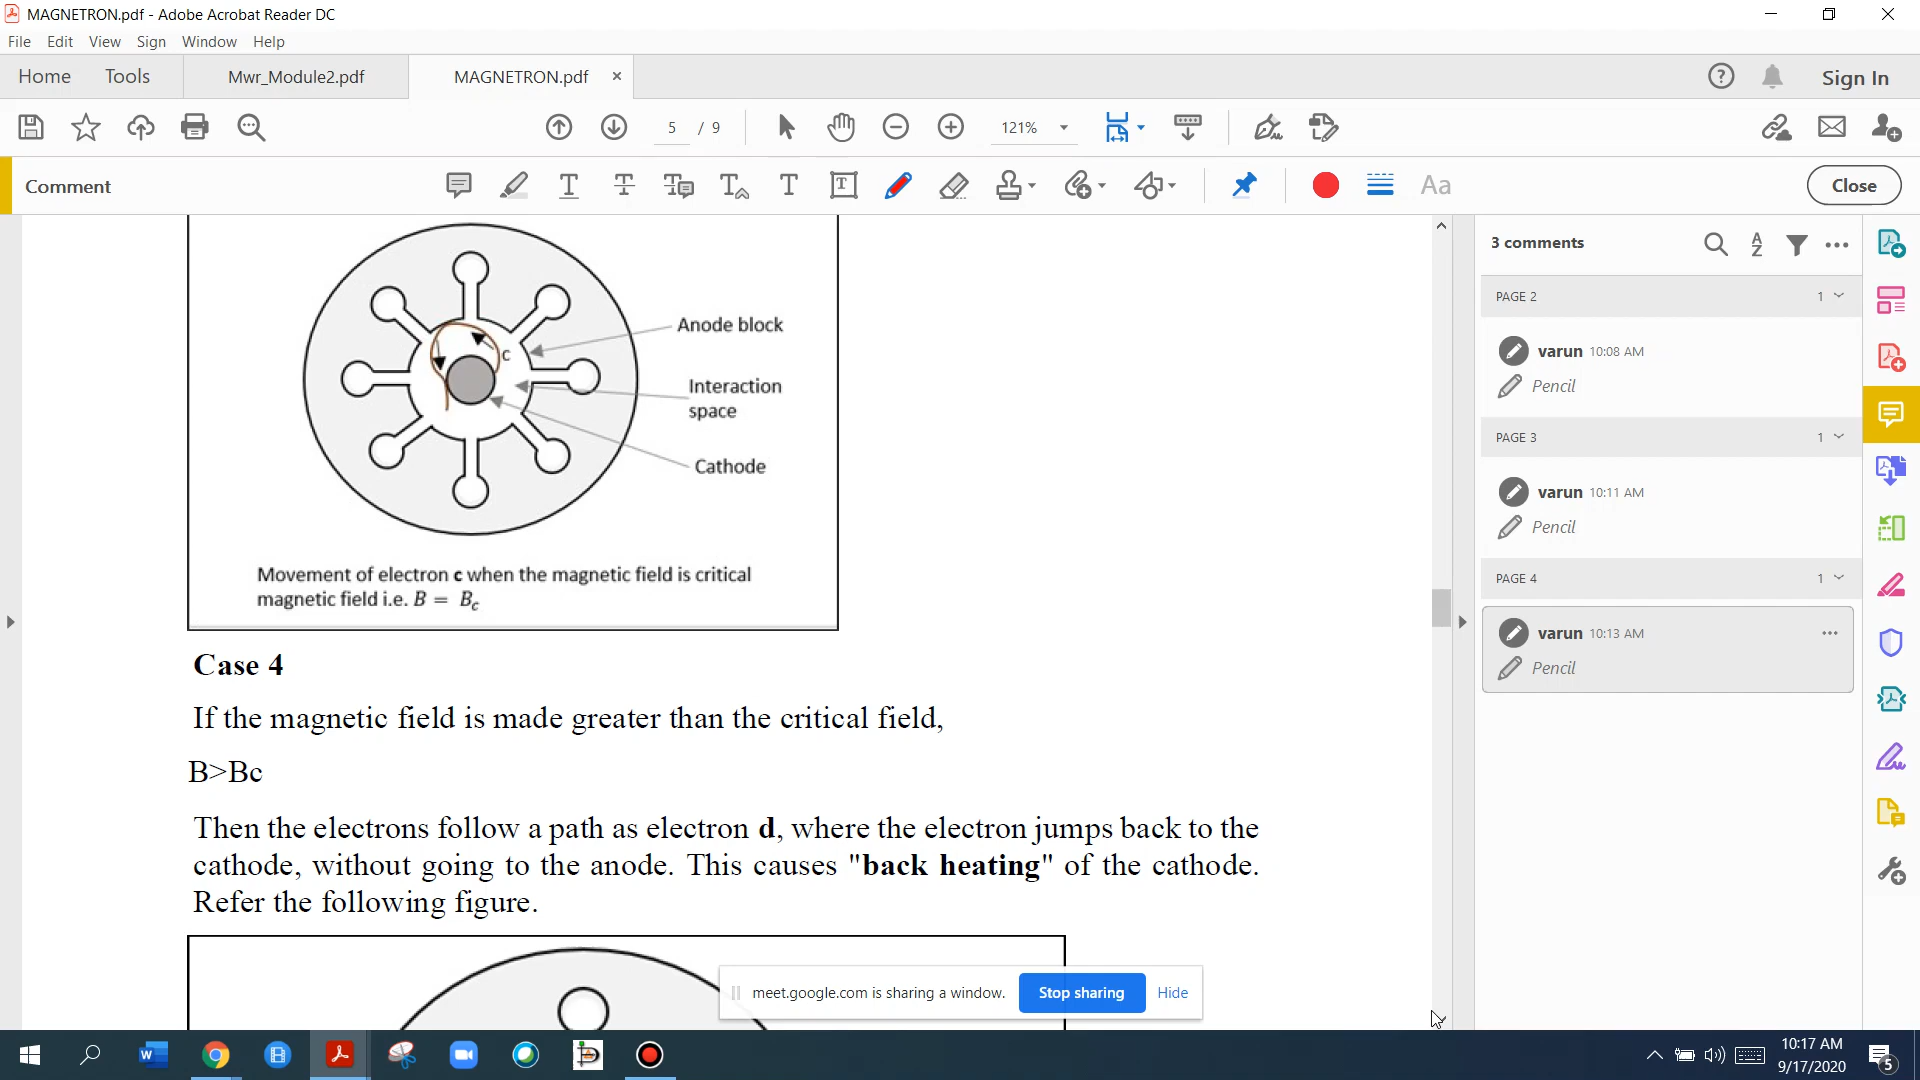 MAGNETRON.pdf - Adobe Acrobat Reader DC
File Edit View Sign Window Help
Home Tools Mwr_Module2.pdf MAGNETRON.pdf × Sign In
5 / 9 121%
Comment Aa Close
3 comments
PAGE 2 1
varun 10:08 AM
Pencil
PAGE 3 1
varun 10:11 AM
Pencil
PAGE 4 1
varun 10:13 AM
Pencil
Anode block
c
Interaction
space
Cathode
Movement of electron c when the magnetic field is critical
magnetic field i.e. B = Bc
Case 4
If the magnetic field is made greater than the critical field,
B>Bc
Then the electrons follow a path as electron d, where the electron jumps back to the
cathode, without going to the anode. This causes "back heating" of the cathode.
Refer the following figure.
meet.google.com is sharing a window. Stop sharing Hide
10:17 AM
9/17/2020
5